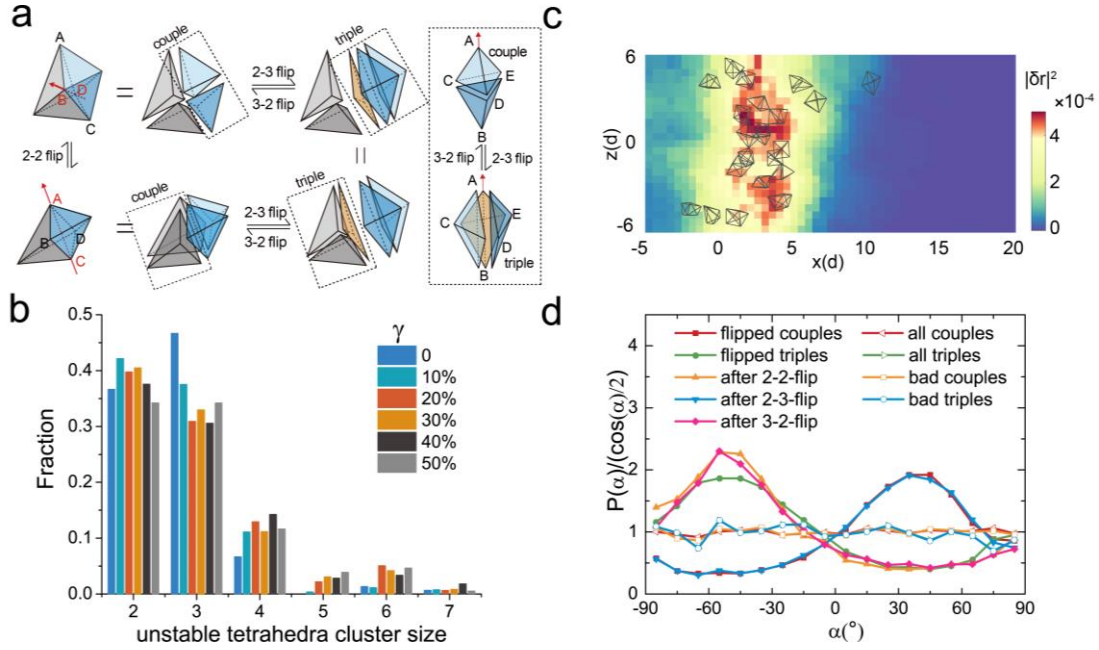 a
A
B
D
C
couple
2-3 flip
3-2 flip
triple
A
couple
C
E
D
B
2-2 flip
3-2 flip
2-3 flip
A
B
D
C
couple
2-3 flip
3-2 flip
triple
C
E
D
B
triple
b
Fraction
0.5
0.4
0.3
0.2
0.1
0.0
γ
0
10%
20%
30%
40%
50%
2 3 4 5 6 7
unstable tetrahedra cluster size
c
z(d)
6
0
-6
-5 0 5 10 15 20
x(d)
|δr|²
×10⁻⁴
4
2
0
d
P(α)/(cos(α)/2)
4
3
2
1
0
flipped couples
flipped triples
after 2-2-flip
after 2-3-flip
after 3-2-flip
all couples
all triples
bad couples
bad triples
-90 -60 -30 0 30 60 90
α(°)